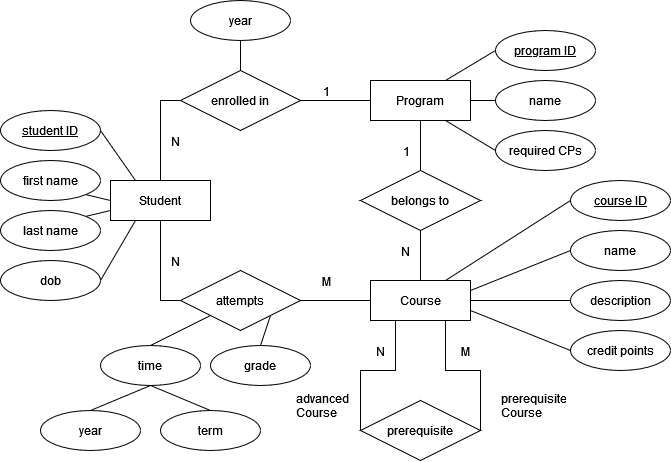 year
program ID
enrolled in
1
Program
name
student ID
N
1
required CPs
first name
Student
belongs to
course ID
last name
N
N
name
dob
attempts
M
Course
description
time
grade
N
M
credit points
advanced
Course
prerequisite
Course
year
term
prerequisite